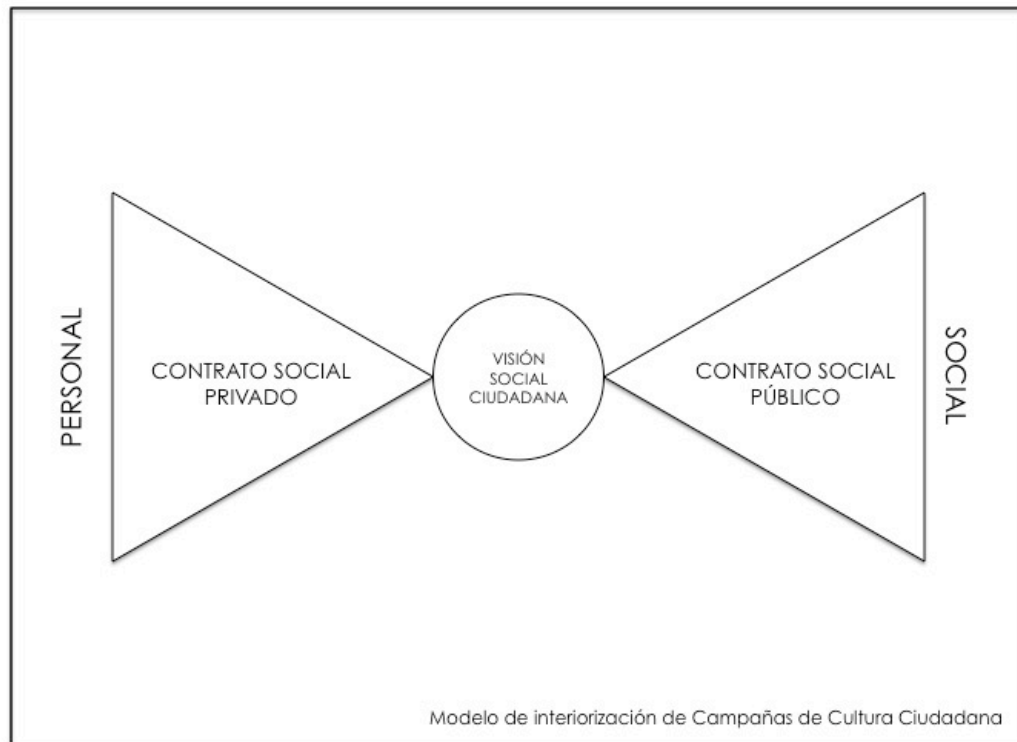 PERSONAL
CONTRATO SOCIAL
PRIVADO
VISIÓN
SOCIAL
CIUDADANA
CONTRATO SOCIAL
PÚBLICO
SOCIAL
Modelo de interiorización de Campañas de Cultura Ciudadana